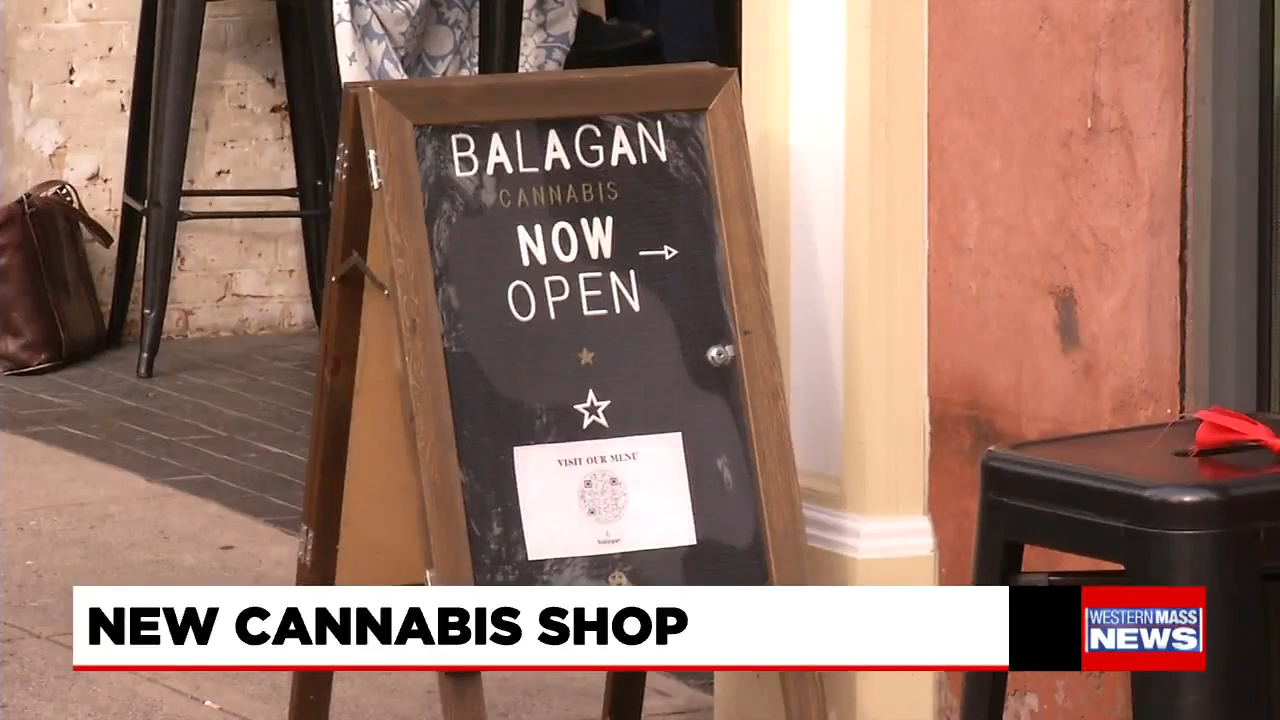 BALAGAN
CANNABIS
NOW
OPEN
VISIT OUR MENU
NEW CANNABIS SHOP
WESTERN MASS
NEWS